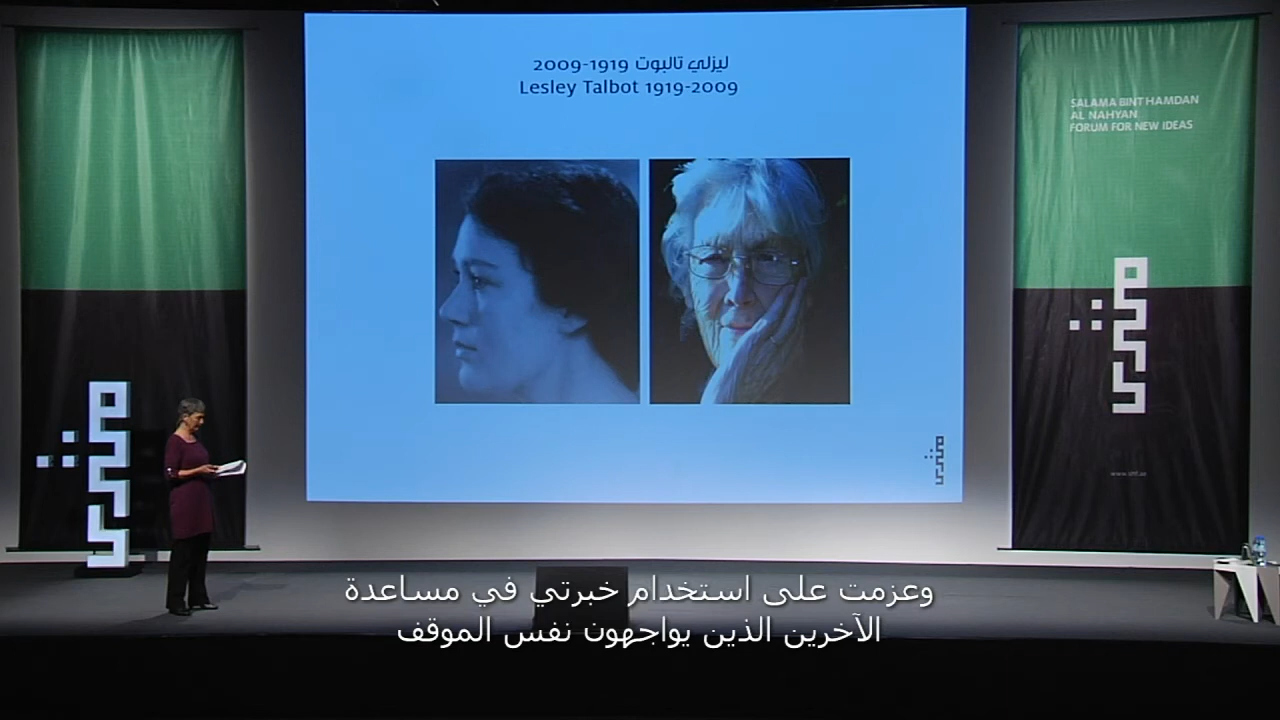 ليزلي تالبوت 1919-2009
Lesley Talbot 1919-2009
SALAMA BINT HAMDAN
AL NAHYAN
FORUM FOR NEW IDEAS
وعزمت على استخدام خبرتي في مساعدة
الآخرين الذين يواجهون نفس الموقف